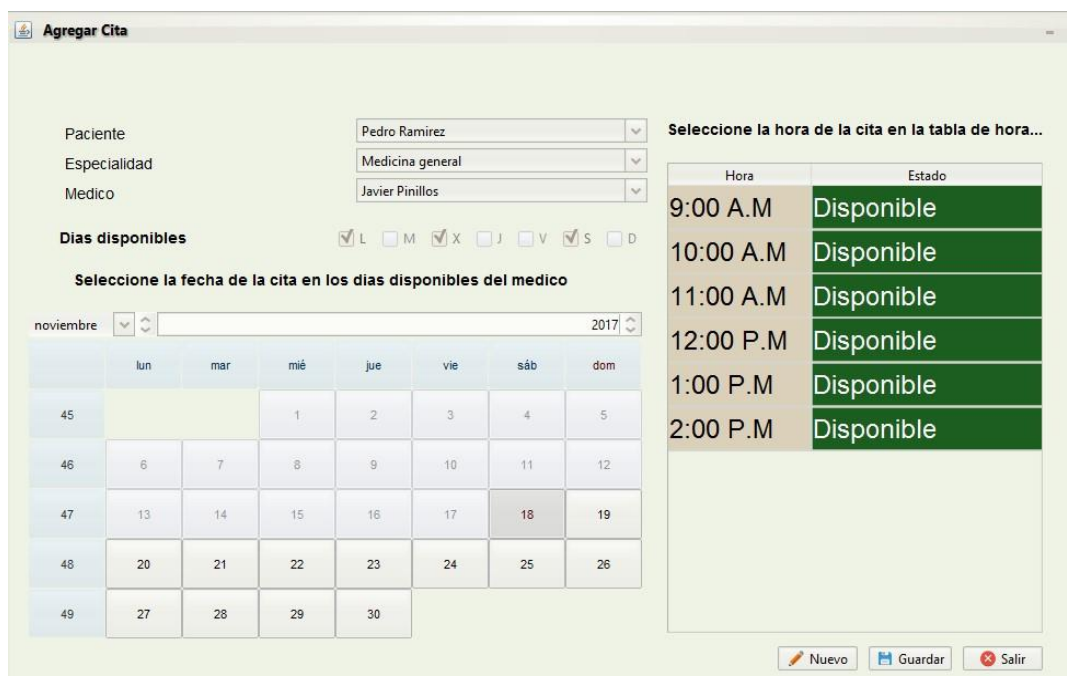 Agregar Cita
Paciente
Pedro Ramirez
Especialidad
Medicina general
Medico
Javier Pinillos
Dias disponibles
L M X J V S D
Seleccione la fecha de la cita en los dias disponibles del medico
noviembre 2017
lun mar mié jue vie sáb dom
45 1 2 3 4 5
46 6 7 8 9 10 11 12
47 13 14 15 16 17 18 19
48 20 21 22 23 24 25 26
49 27 28 29 30
Seleccione la hora de la cita en la tabla de hora...
Hora Estado
9:00 A.M Disponible
10:00 A.M Disponible
11:00 A.M Disponible
12:00 P.M Disponible
1:00 P.M Disponible
2:00 P.M Disponible
Nuevo Guardar Salir